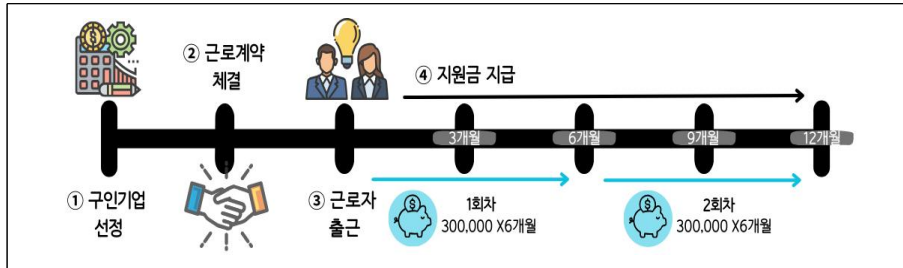 ② 근로계약
체결
④ 지원금 지급
3개월
6개월
9개월
12개월
① 구인기업
선정
③ 근로자
출근
1회차
300,000 X6개월
2회차
300,000 X6개월